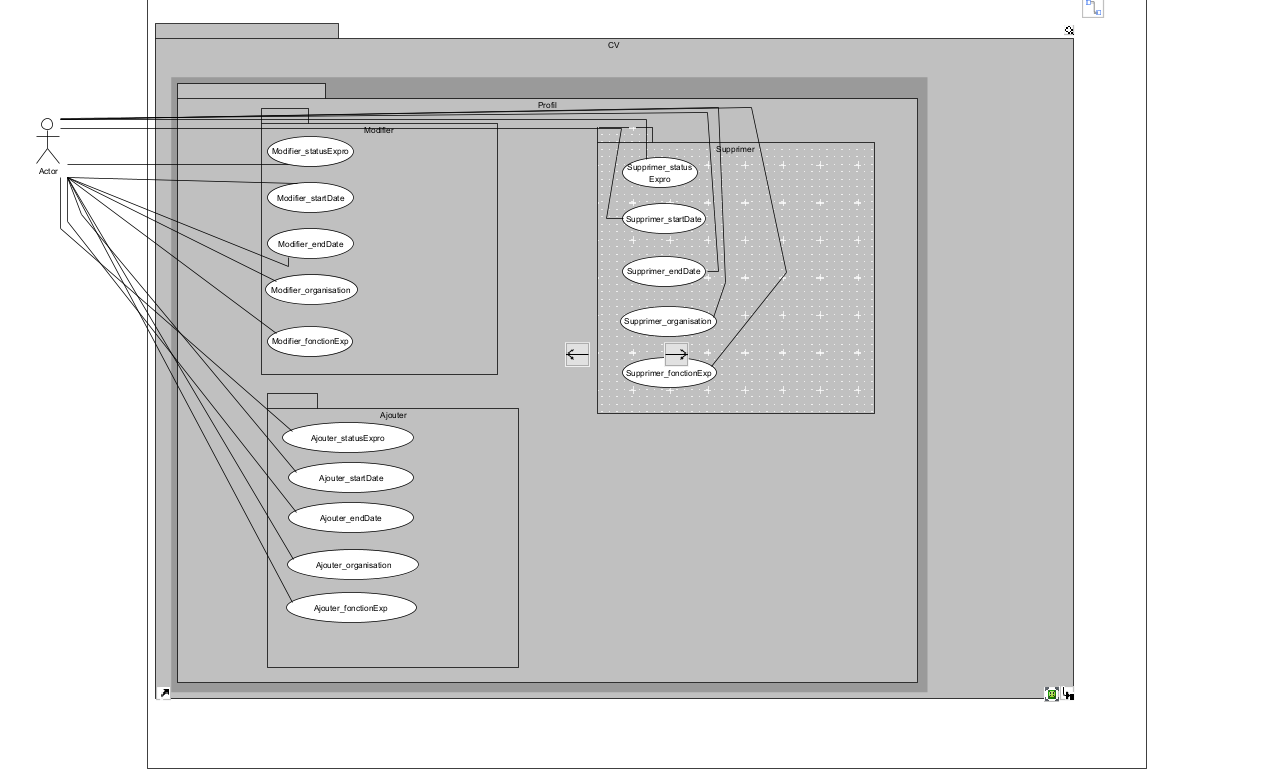 CV
Profil
Actor
Modifier
Modifier_statusExpro
Modifier_startDate
Modifier_endDate
Modifier_organisation
Modifier_fonctionExp
Supprimer
Supprimer_status
Expro
Supprimer_startDate
Supprimer_endDate
Supprimer_organisation
Supprimer_fonctionExp
Ajouter
Ajouter_statusExpro
Ajouter_startDate
Ajouter_endDate
Ajouter_organisation
Ajouter_fonctionExp